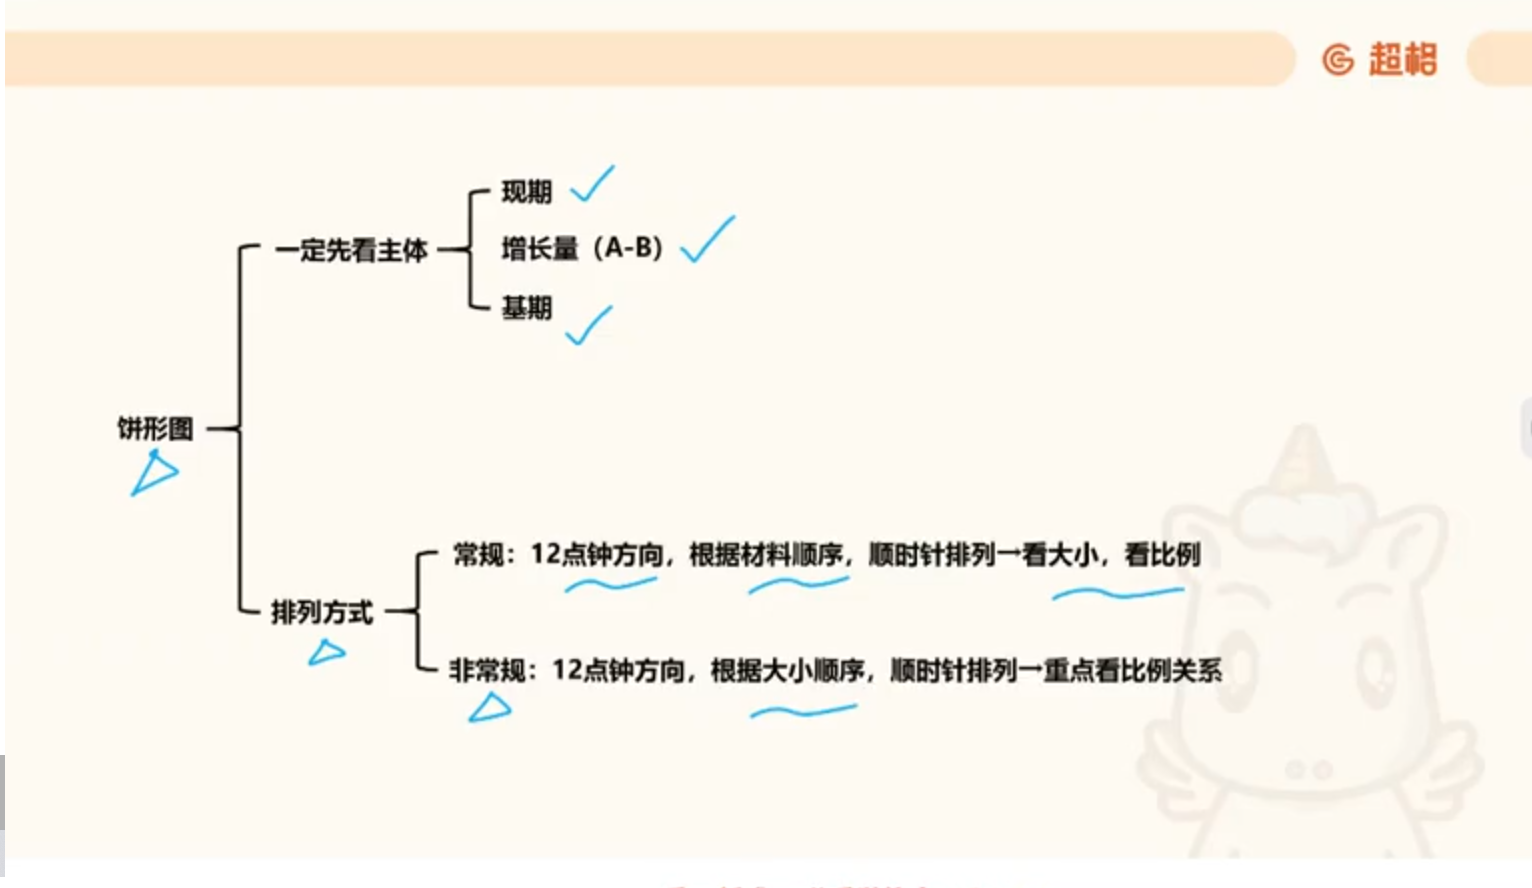 超格
现期
增长量（A-B）
一定先看主体
基期
饼形图
常规：12点钟方向，根据材料顺序，顺时针排列→看大小，看比例
排列方式
非常规：12点钟方向，根据大小顺序，顺时针排列→重点看比例关系